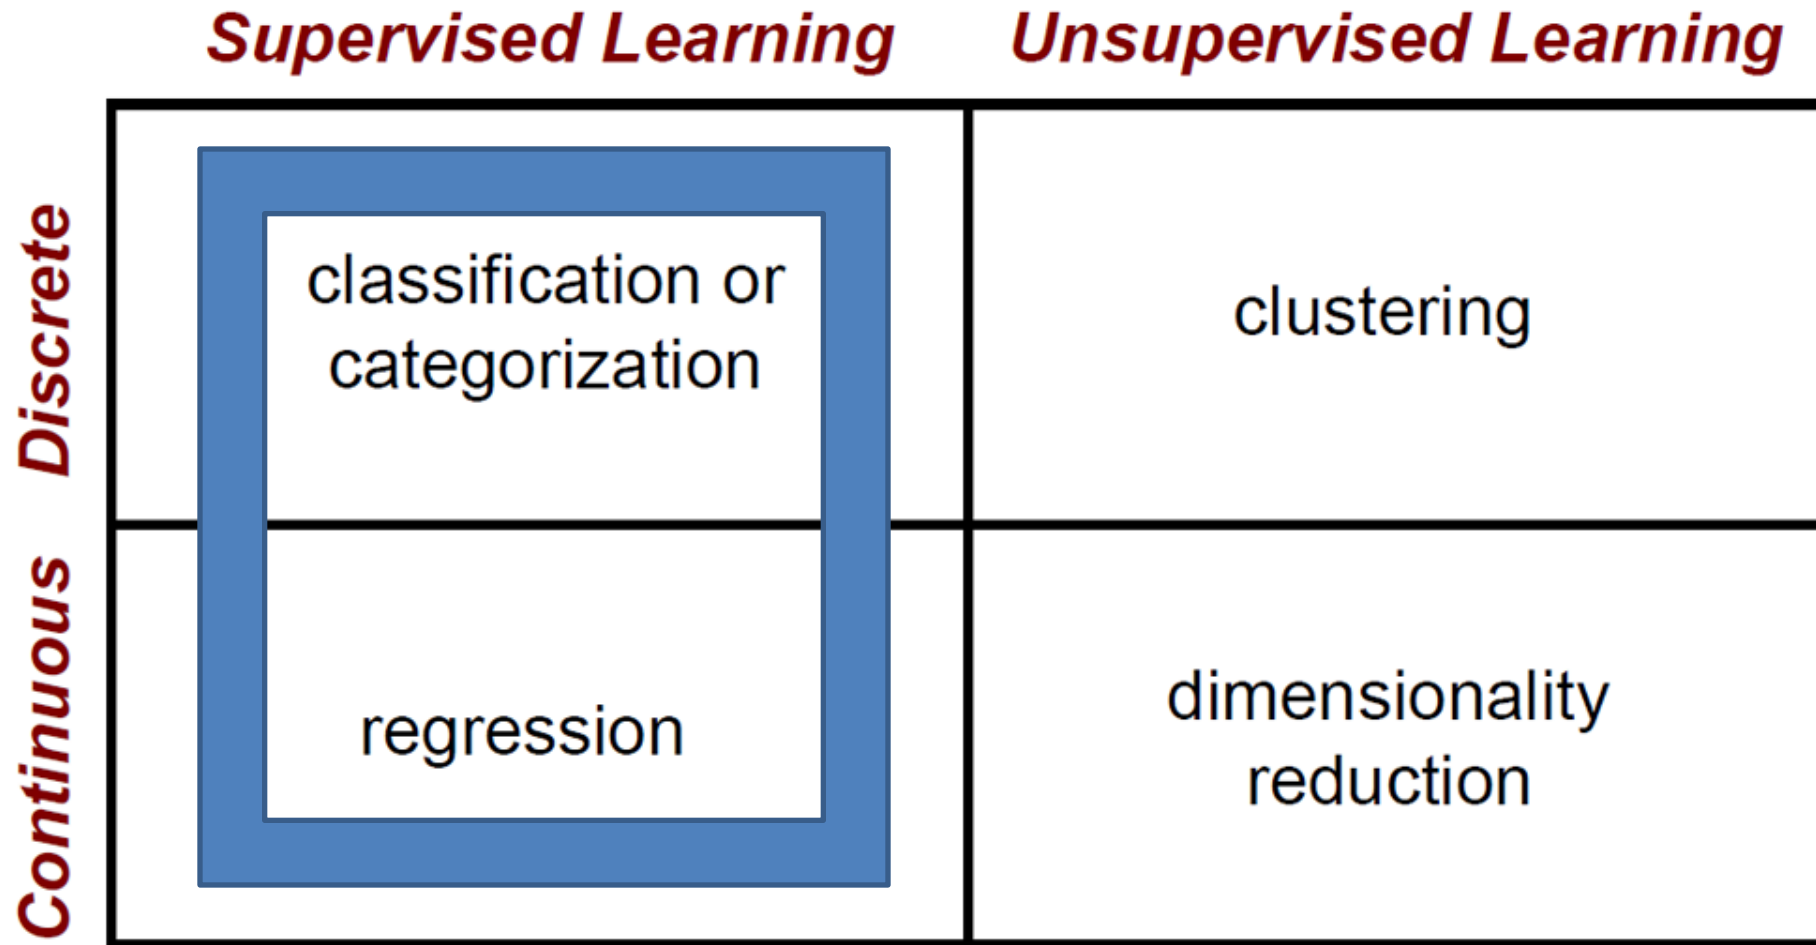 Supervised Learning
Unsupervised Learning
Discrete
classification or
categorization
clustering
Continuous
regression
dimensionality
reduction